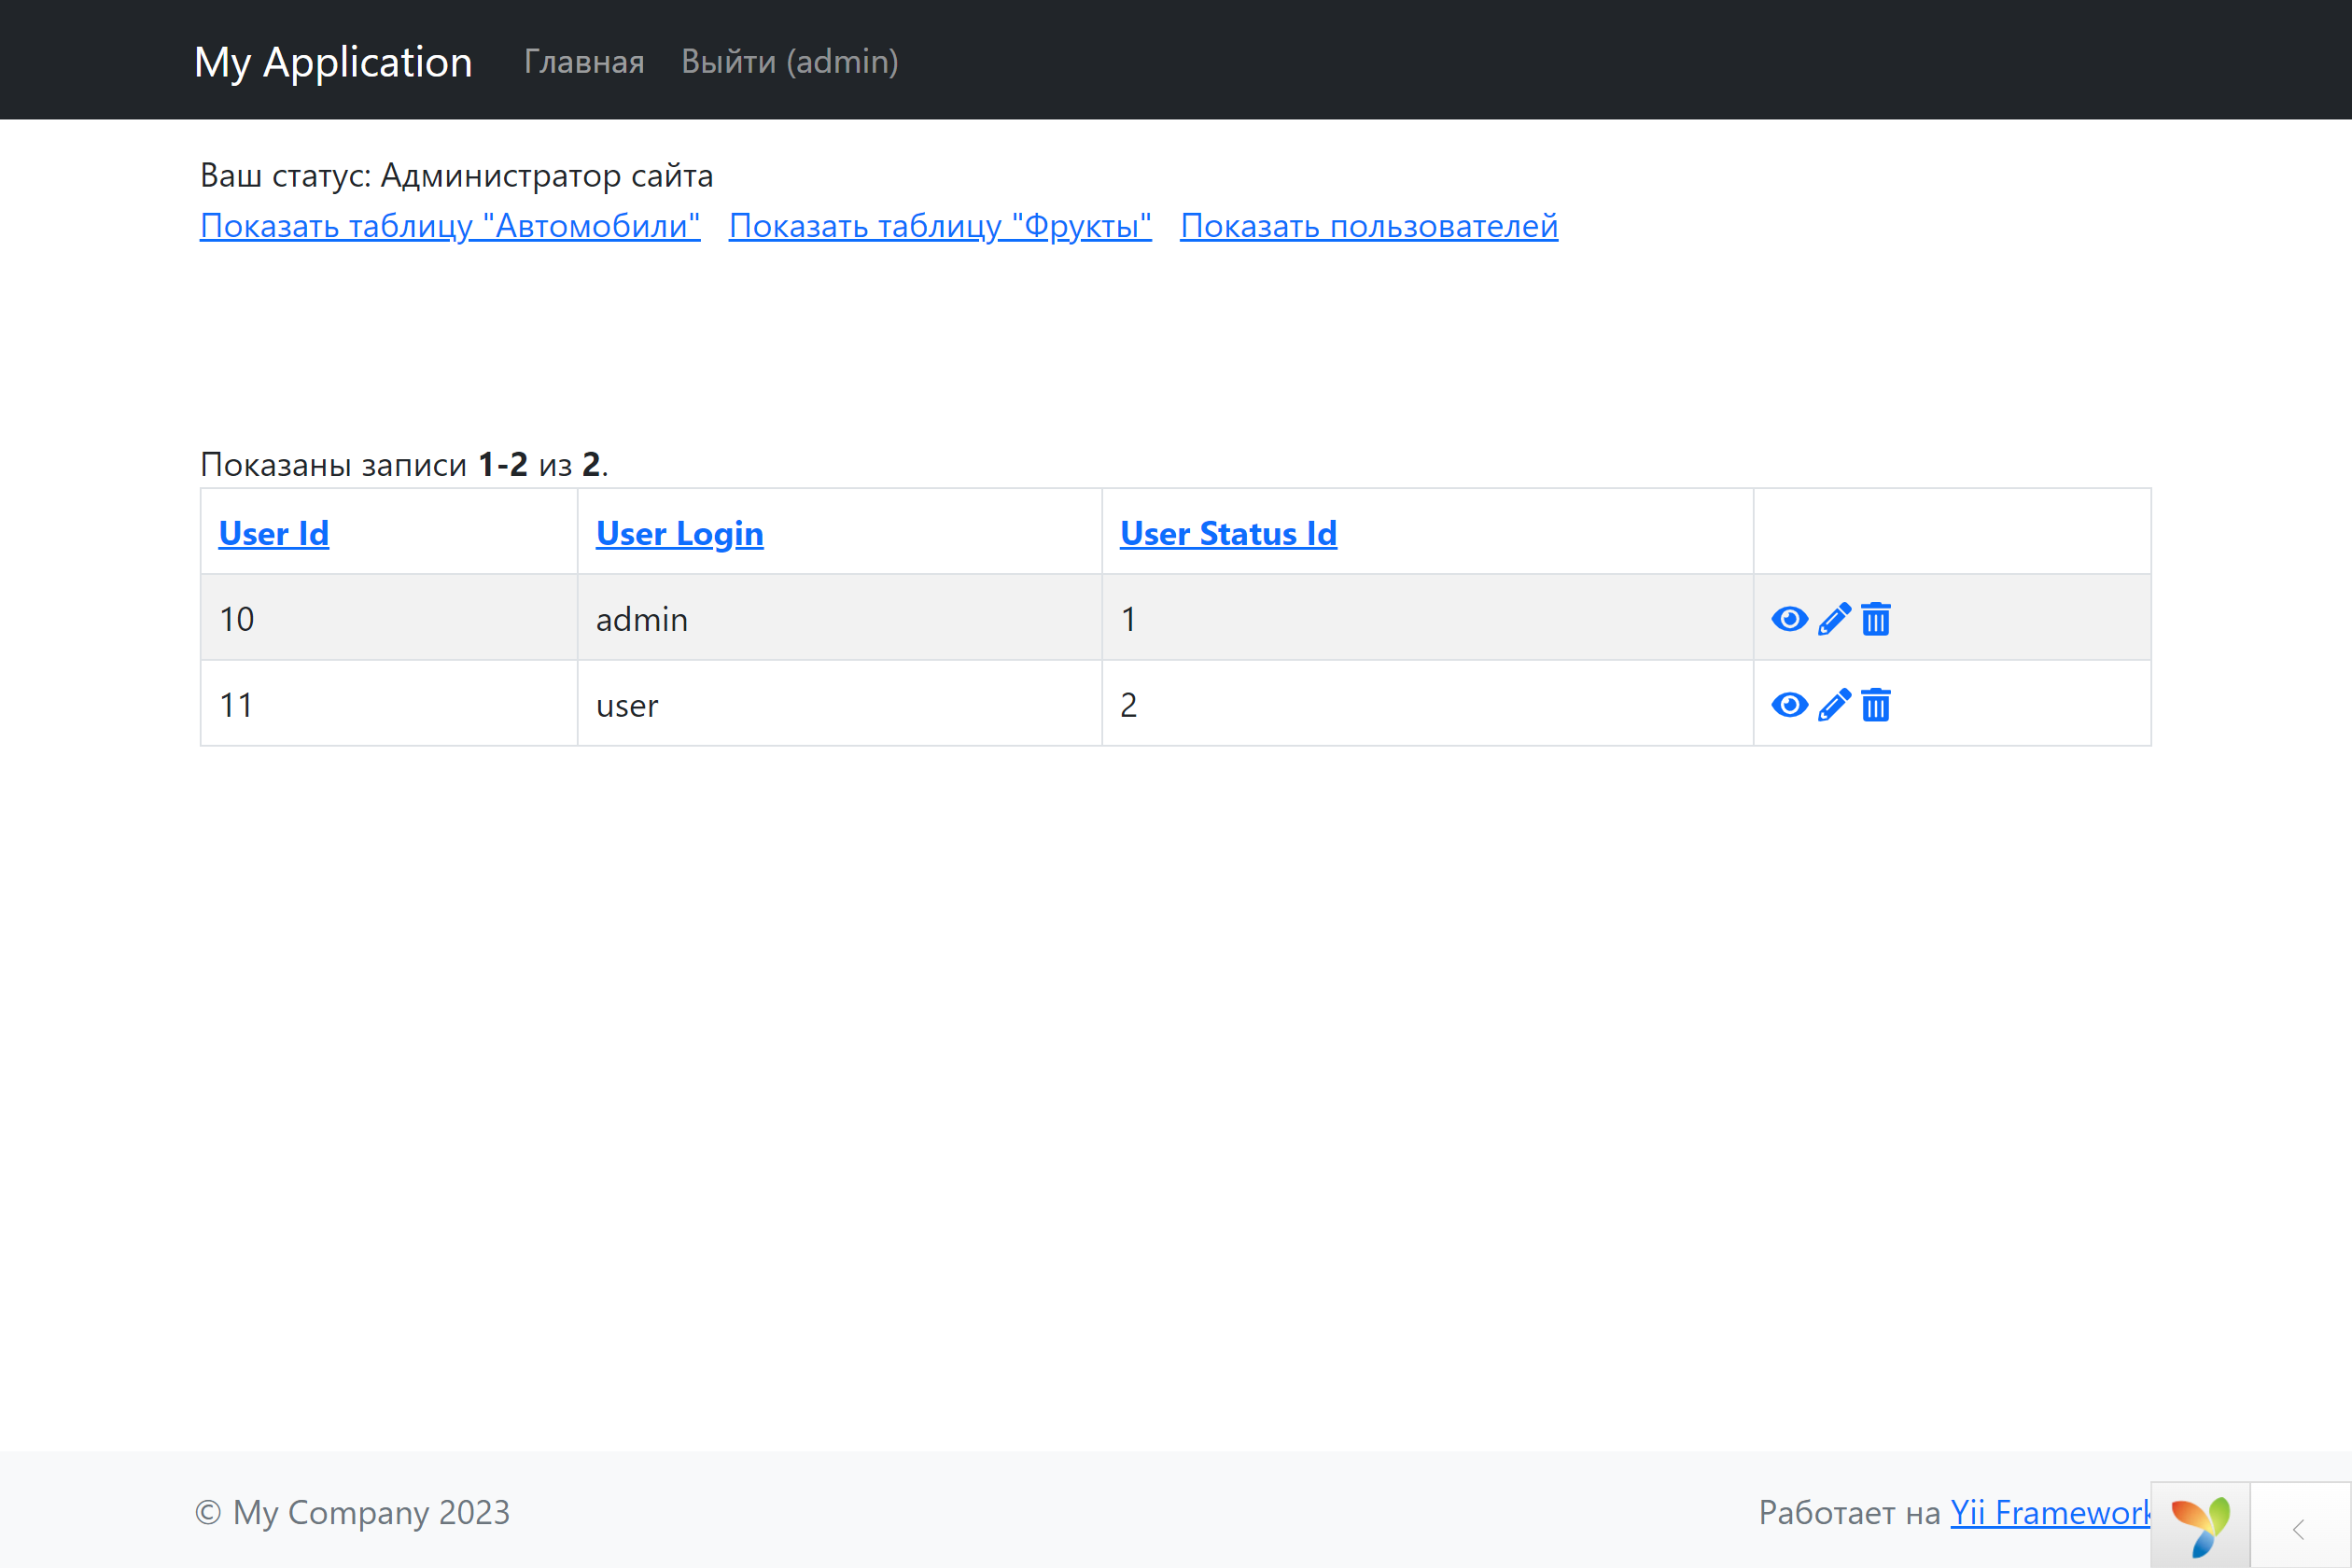 My Application Главная Выйти (admin)
Ваш статус: Администратор сайта
Показать таблицу "Автомобили" Показать таблицу "Фрукты" Показать пользователей
Показаны записи 1-2 из 2.
User Id User Login User Status Id
10 admin 1
11 user 2
© My Company 2023 Работает на Yii Framework